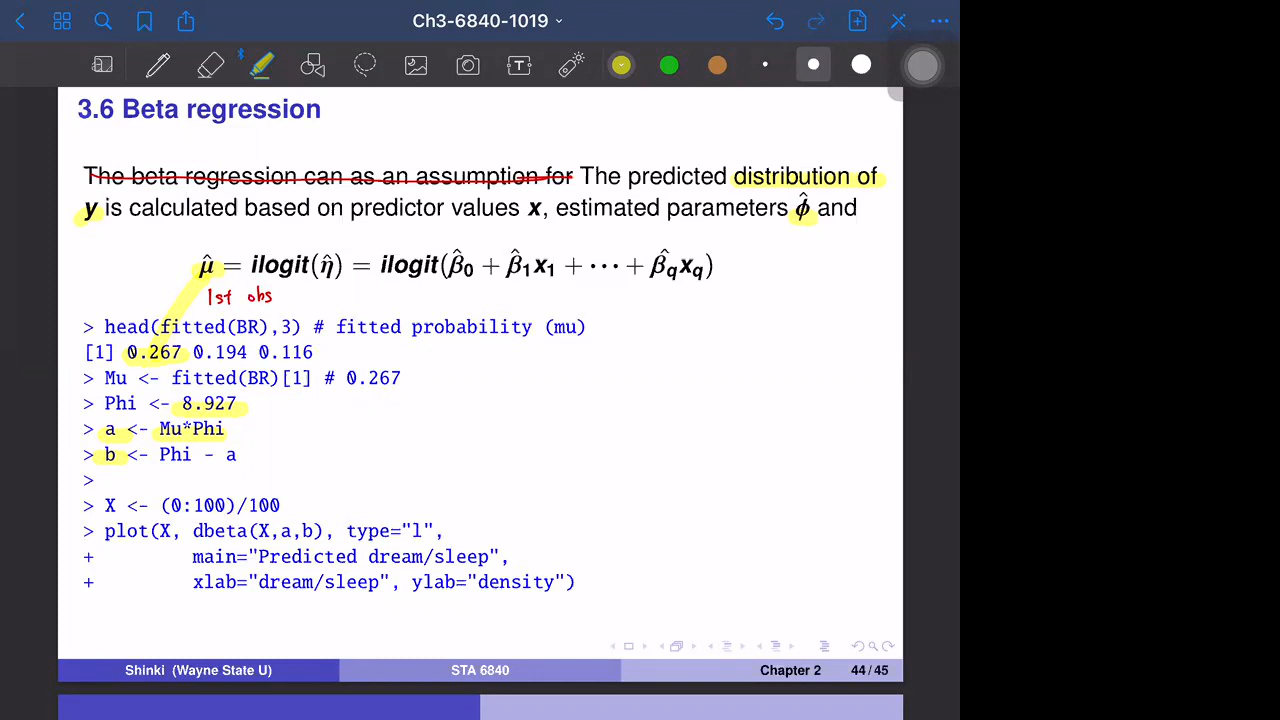 Ch3-6840-1019
3.6 Beta regression
The beta regression can as an assumption for The predicted distribution of
y is calculated based on predictor values x, estimated parameters ϕ̂ and
μ̂ = ilogit(η̂) = ilogit(β̂₀ + β̂₁x₁ + ⋯ + β̂_q x_q)
1st obs
> head(fitted(BR),3) # fitted probability (mu)
[1] 0.267 0.194 0.116
> Mu <- fitted(BR)[1] # 0.267
> Phi <- 8.927
> a <- Mu*Phi
> b <- Phi - a
>
> X <- (0:100)/100
> plot(X, dbeta(X,a,b), type="l",
+ main="Predicted dream/sleep",
+ xlab="dream/sleep", ylab="density")
Shinki (Wayne State U) STA 6840 Chapter 2 44/45